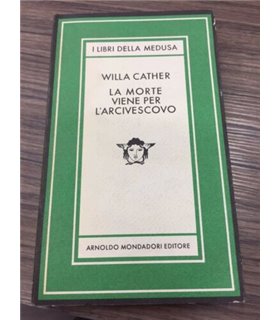 I LIBRI DELLA MEDUSA
WILLA CATHER
LA MORTE
VIENE PER
L'ARCIVESCOVO
ARNOLDO MONDADORI EDITORE